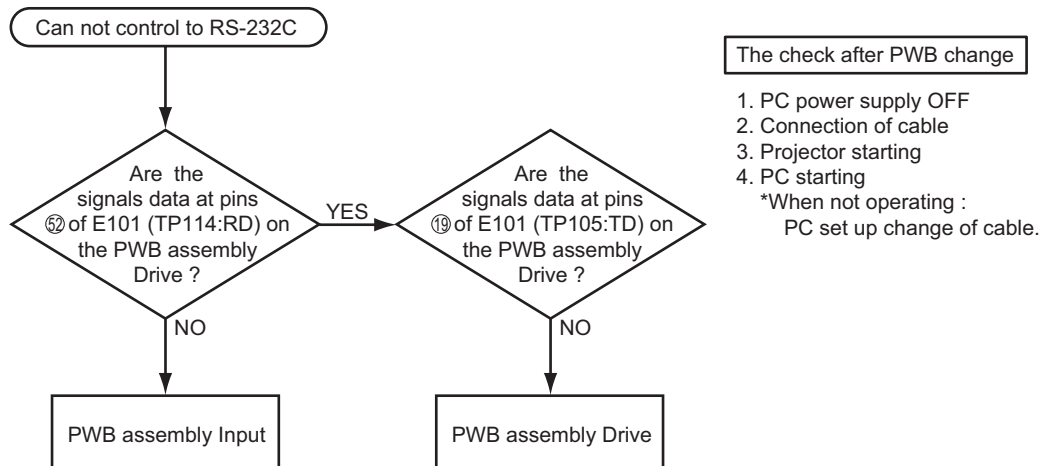 Can not control to RS-232C
Are the
signals data at pins
㊾52 of E101 (TP114:RD) on
the PWB assembly
Drive ?
YES
NO
PWB assembly Input
Are the
signals data at pins
⑲ of E101 (TP105:TD) on
the PWB assembly
Drive ?
NO
PWB assembly Drive
The check after PWB change
1. PC power supply OFF
2. Connection of cable
3. Projector starting
4. PC starting
*When not operating :
PC set up change of cable.